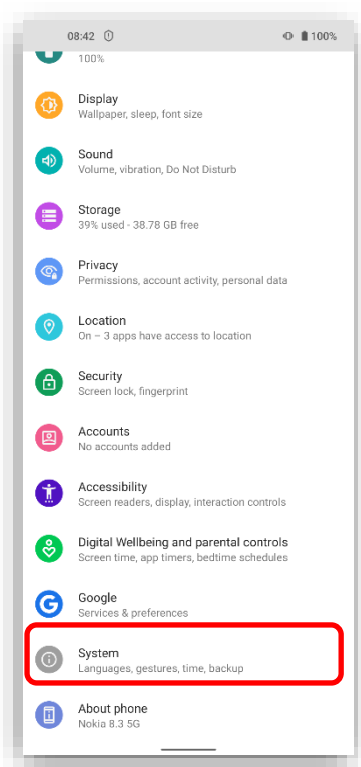 08:42 100%
100%
Display
Wallpaper, sleep, font size
Sound
Volume, vibration, Do Not Disturb
Storage
39% used - 38.78 GB free
Privacy
Permissions, account activity, personal data
Location
On – 3 apps have access to location
Security
Screen lock, fingerprint
Accounts
No accounts added
Accessibility
Screen readers, display, interaction controls
Digital Wellbeing and parental controls
Screen time, app timers, bedtime schedules
Google
Services & preferences
System
Languages, gestures, time, backup
About phone
Nokia 8.3 5G